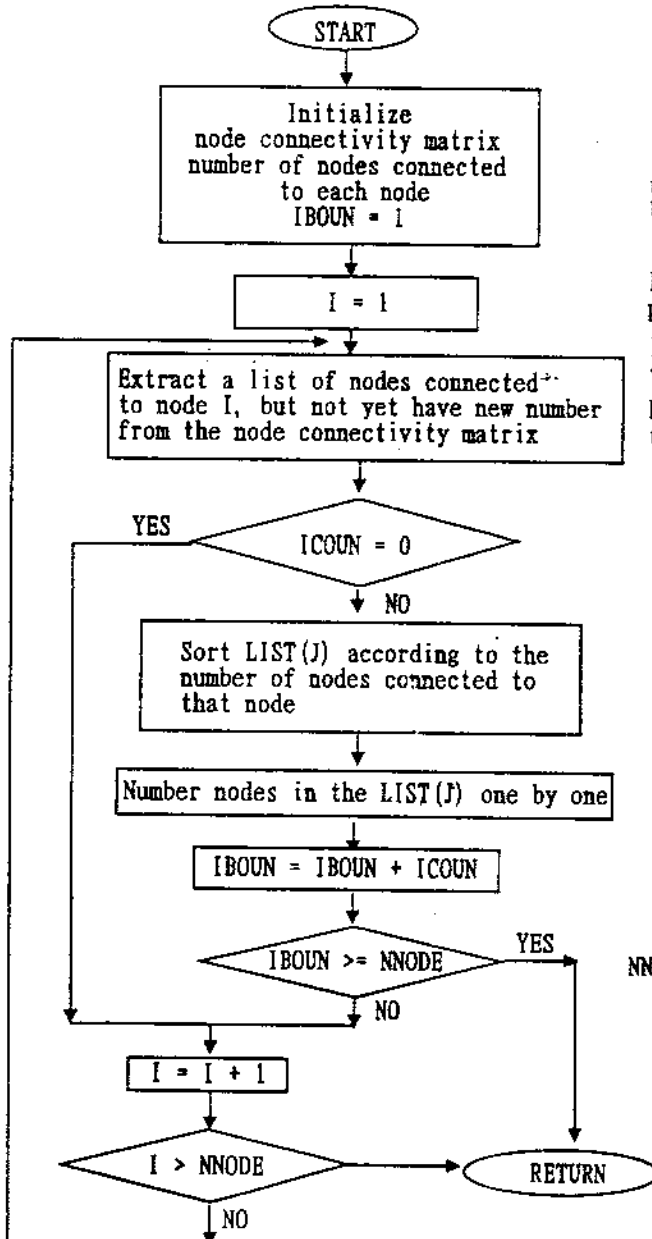 START
Initialize
node connectivity matrix
number of nodes connected
to each node
IBOUN = 1
I = 1
Extract a list of nodes connected
to node I, but not yet have new number
from the node connectivity matrix
YES
ICOUN = 0
NO
Sort LIST(J) according to the
number of nodes connected to
that node
Number nodes in the LIST(J) one by one
IBOUN = IBOUN + ICOUN
IBOUN >= NNODE
YES
NN
NO
I = I + 1
I > NNODE
RETURN
NO